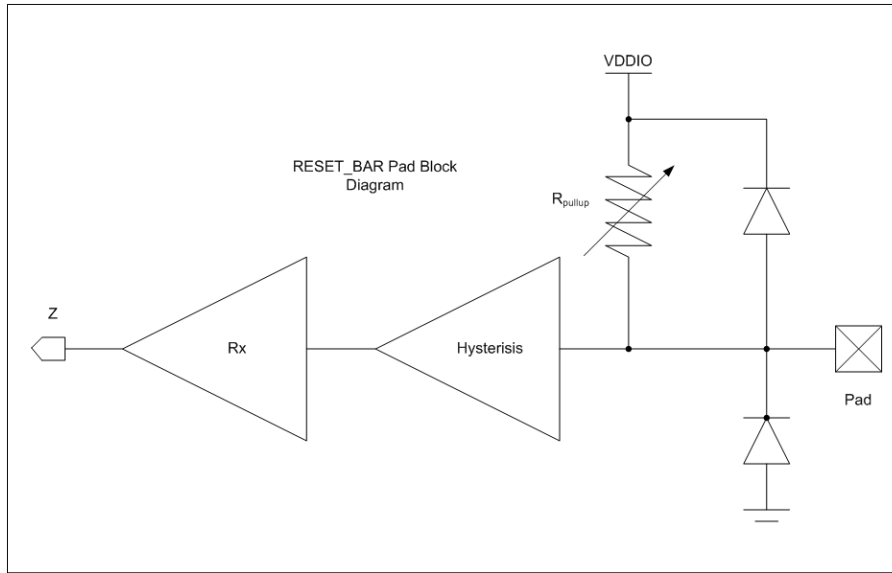 VDDIO
RESET_BAR Pad Block
Diagram
Rpullup
Z
Rx
Hysterisis
Pad